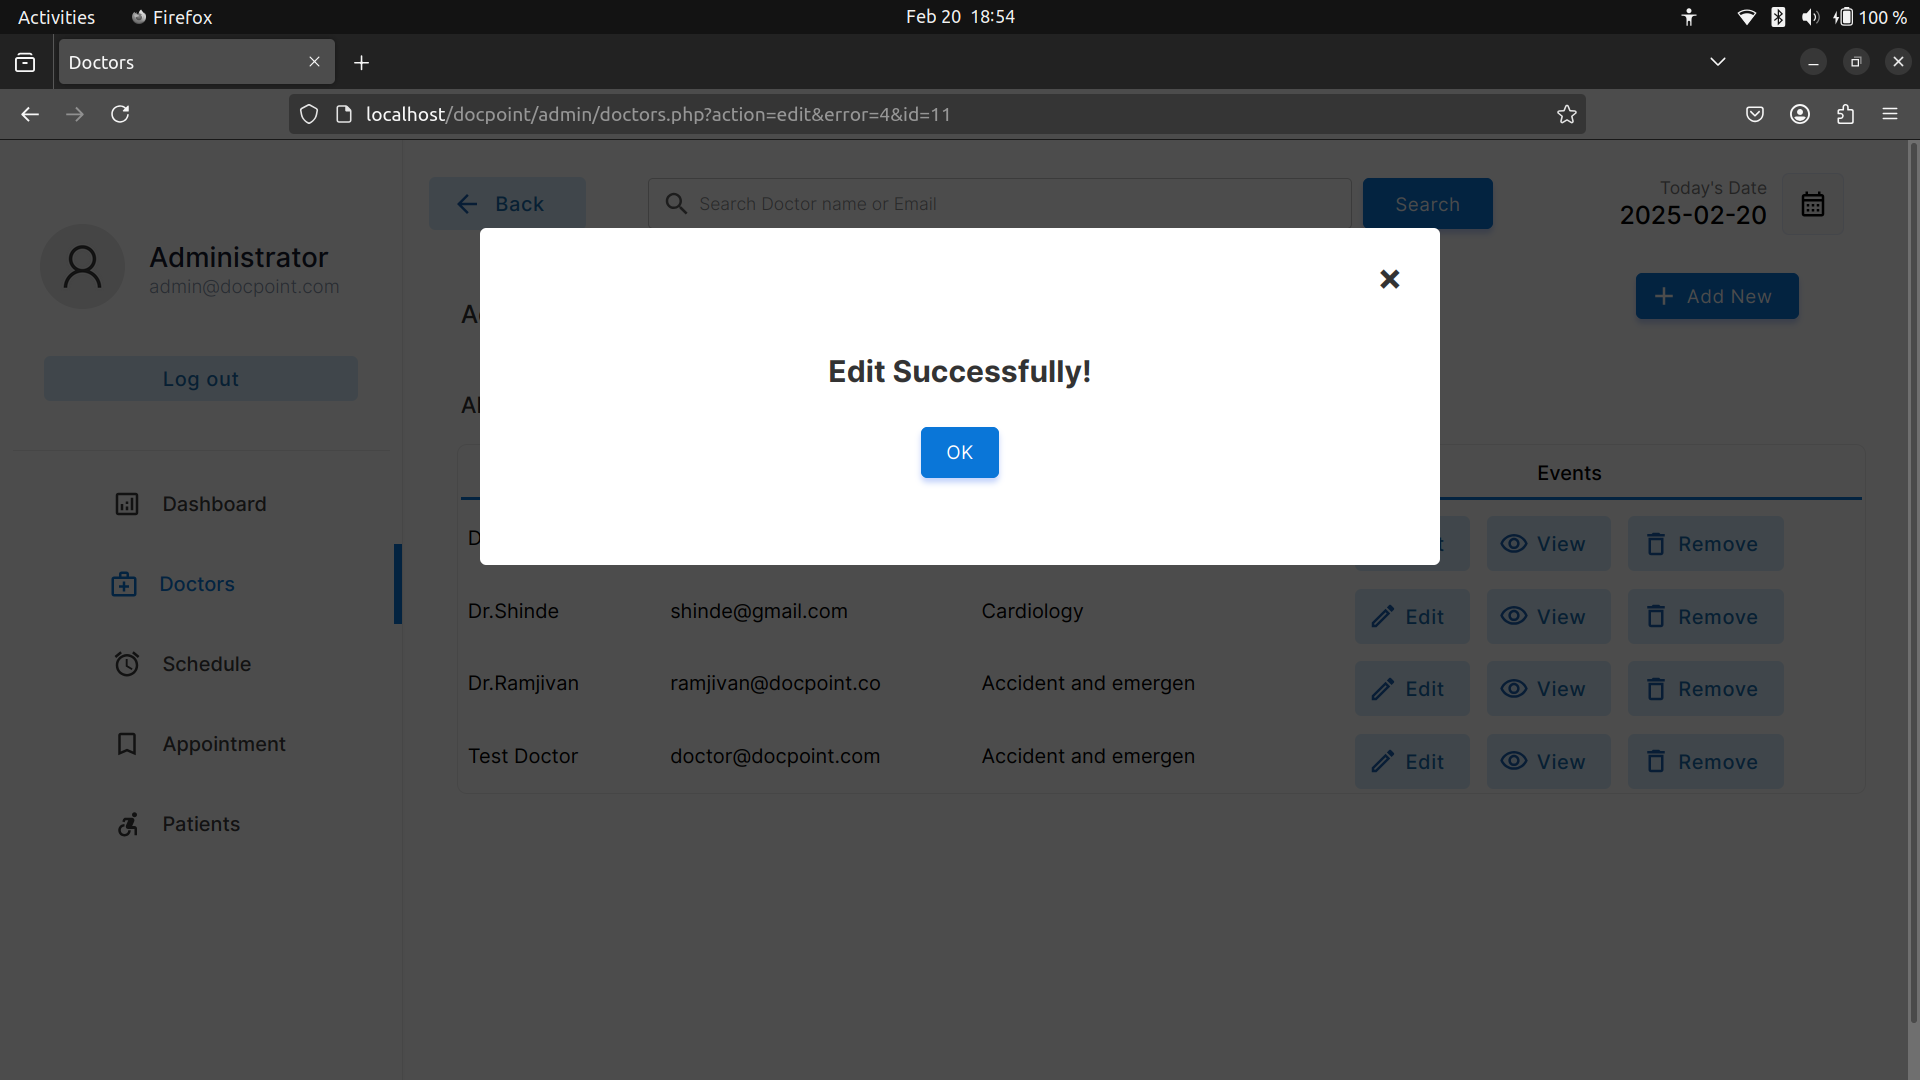 Activities Firefox Feb 20 18:54 100 %
Doctors
localhost/docpoint/admin/doctors.php?action=edit&error=4&id=11
Back Search Doctor name or Email Search Today's Date
2025-02-20
Administrator
admin@docpoint.com
Add New
Log out
Edit Successfully!
OK
Events
Dashboard
Doctors
Schedule
Appointment
Patients
View Remove
Dr.Shinde shinde@gmail.com Cardiology Edit View Remove
Dr.Ramjivan ramjivan@docpoint.co Accident and emergen Edit View Remove
Test Doctor doctor@docpoint.com Accident and emergen Edit View Remove